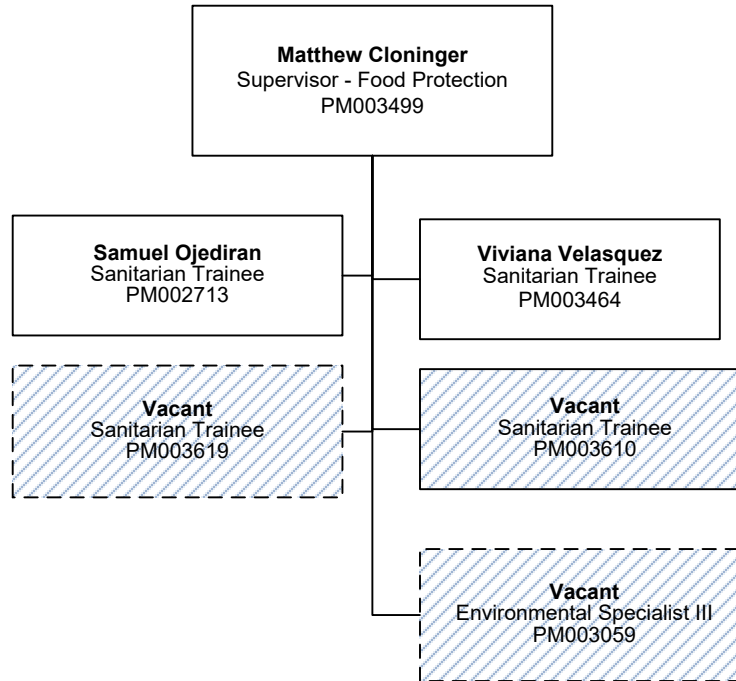 Matthew Cloninger
Supervisor - Food Protection
PM003499
Samuel Ojediran
Sanitarian Trainee
PM002713
Viviana Velasquez
Sanitarian Trainee
PM003464
Vacant
Sanitarian Trainee
PM003619
Vacant
Sanitarian Trainee
PM003610
Vacant
Environmental Specialist III
PM003059